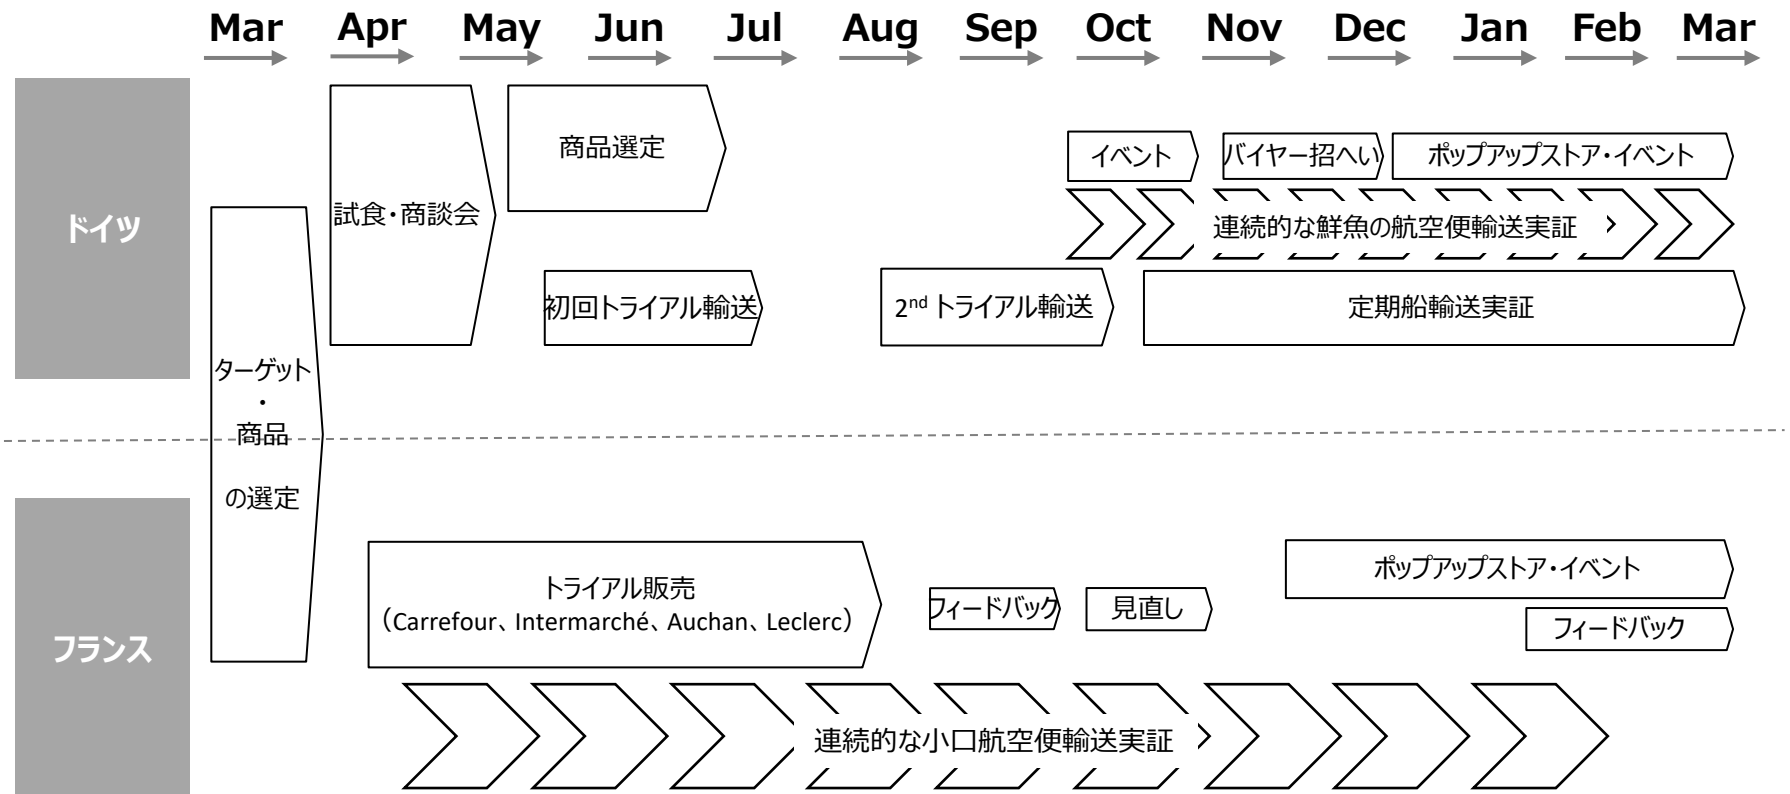 Mar Apr May Jun Jul Aug Sep Oct Nov Dec Jan Feb Mar
ドイツ
試食・商談会
商品選定
初回トライアル輸送
2nd トライアル輸送
イベント
バイヤー招へい
ポップアップストア・イベント
連続的な鮮魚の航空便輸送実証
定期船輸送実証
ターゲット
・
商品
の選定
フランス
トライアル販売
（Carrefour、Intermarché、Auchan、Leclerc）
フィードバック
見直し
ポップアップストア・イベント
フィードバック
連続的な小口航空便輸送実証